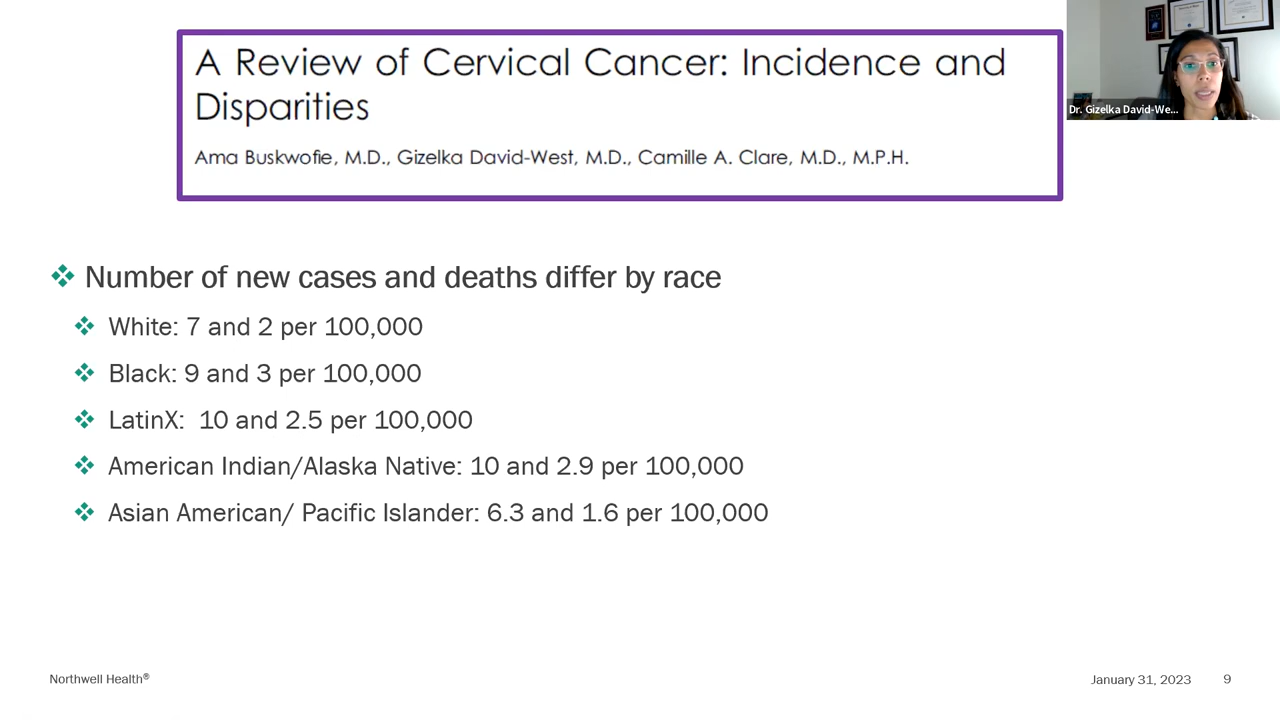 A Review of Cervical Cancer: Incidence and
Disparities
Ama Buskwofie, M.D., Gizelka David-West, M.D., Camille A. Clare, M.D., M.P.H.
Dr. Gizelka David-We...
❖ Number of new cases and deaths differ by race
❖ White: 7 and 2 per 100,000
❖ Black: 9 and 3 per 100,000
❖ LatinX:  10 and 2.5 per 100,000
❖ American Indian/Alaska Native: 10 and 2.9 per 100,000
❖ Asian American/ Pacific Islander: 6.3 and 1.6 per 100,000
Northwell Health®
January 31, 2023 9